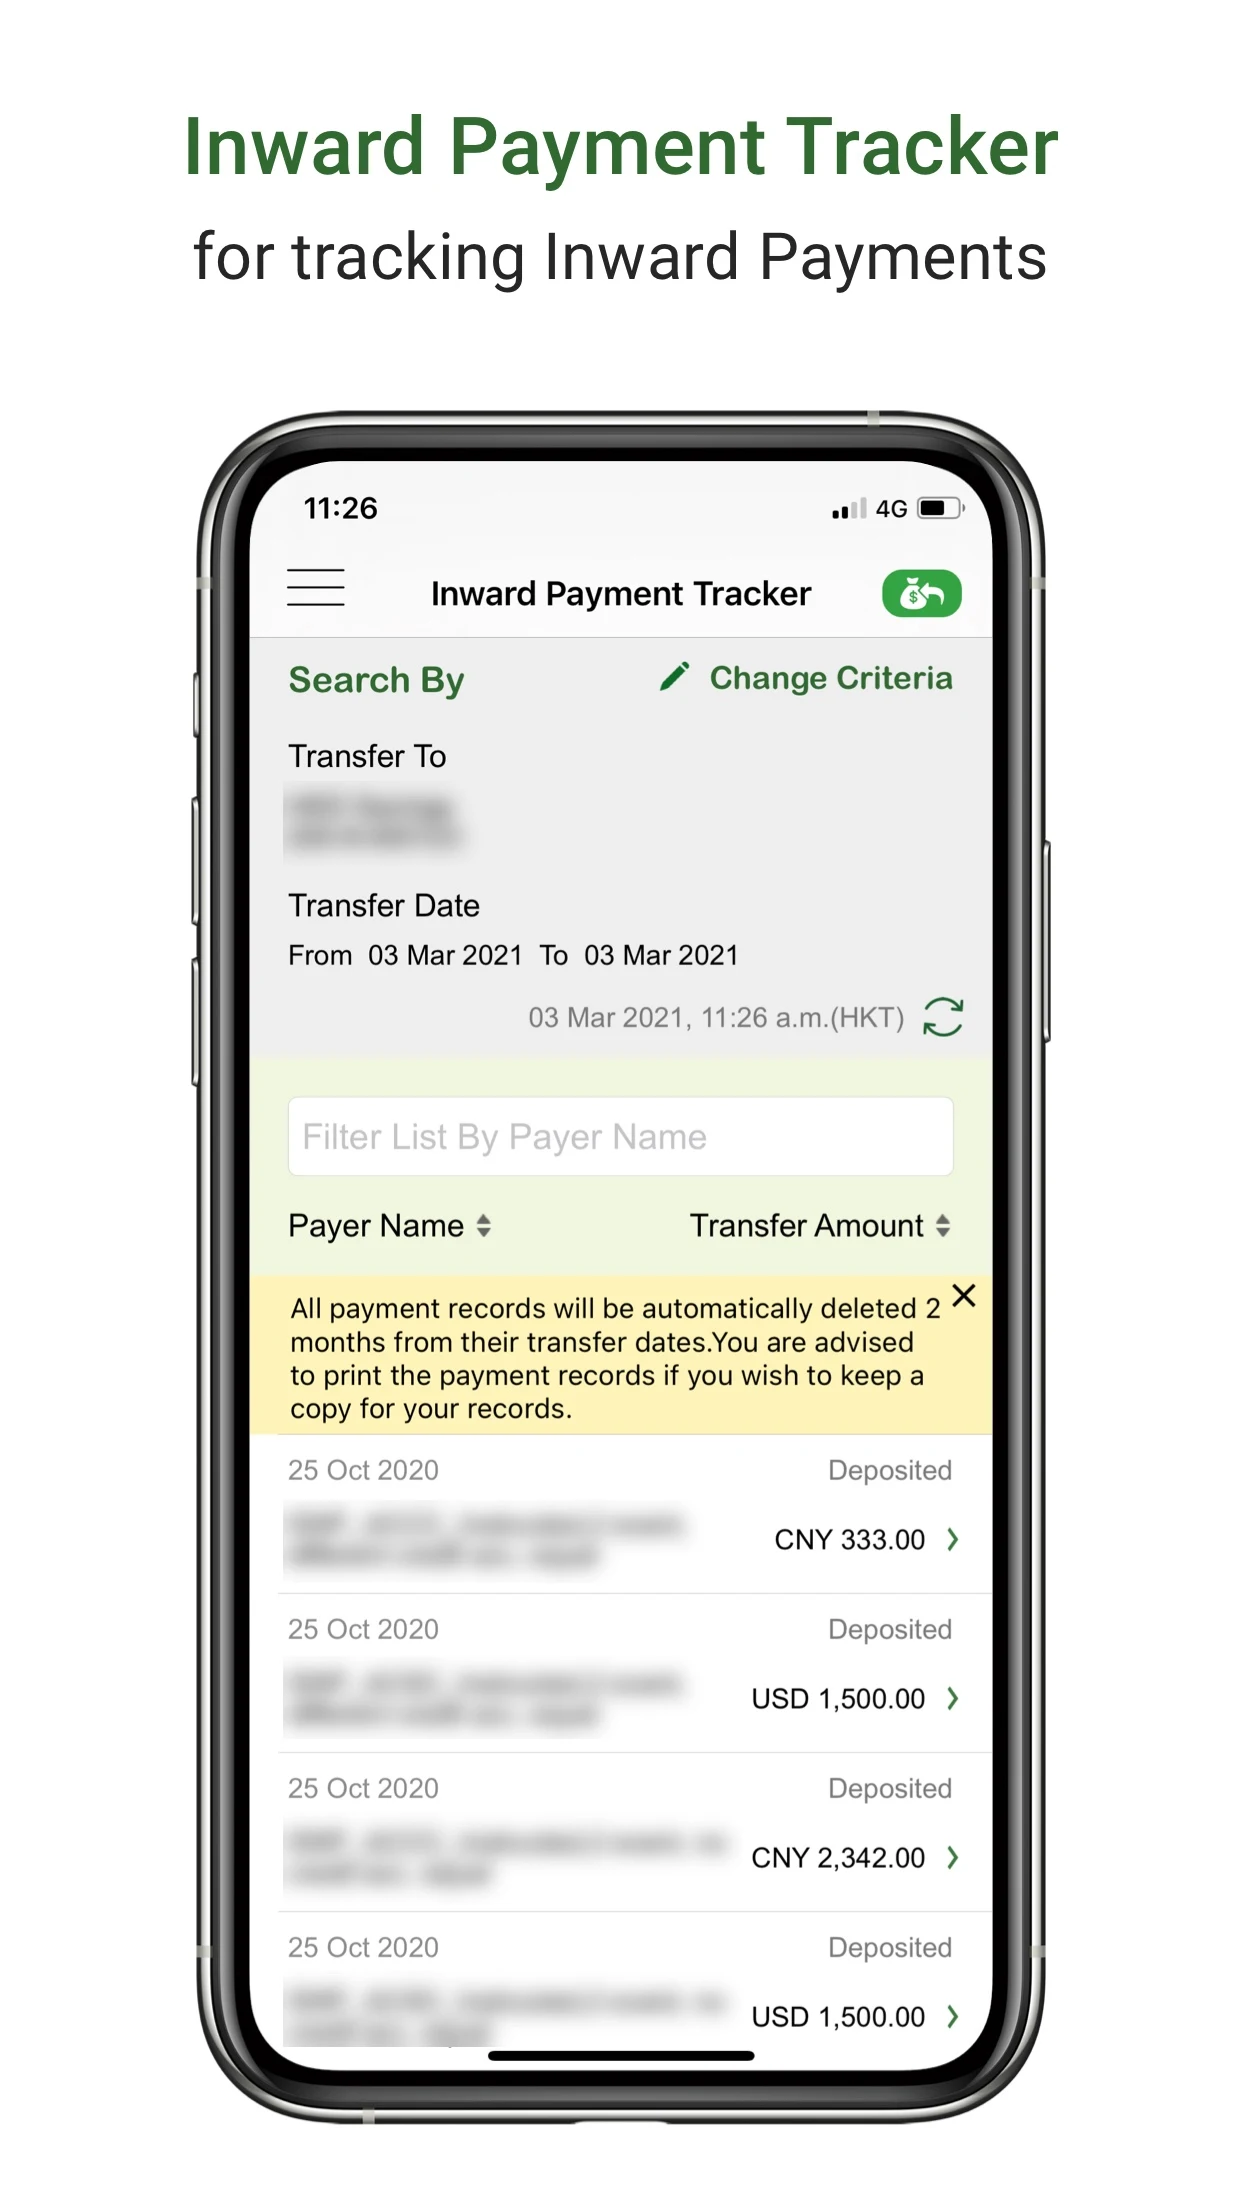 Inward Payment Tracker
for tracking Inward Payments
11:26
4G
Inward Payment Tracker
$
Search By
Change Criteria
Transfer To
Transfer Date
From 03 Mar 2021 To 03 Mar 2021
03 Mar 2021, 11:26 a.m.(HKT)
Filter List By Payer Name
Payer Name
Transfer Amount
All payment records will be automatically deleted 2
months from their transfer dates.You are advised
to print the payment records if you wish to keep a
copy for your records.
25 Oct 2020
Deposited
CNY 333.00
25 Oct 2020
Deposited
USD 1,500.00
25 Oct 2020
Deposited
CNY 2,342.00
25 Oct 2020
Deposited
USD 1,500.00